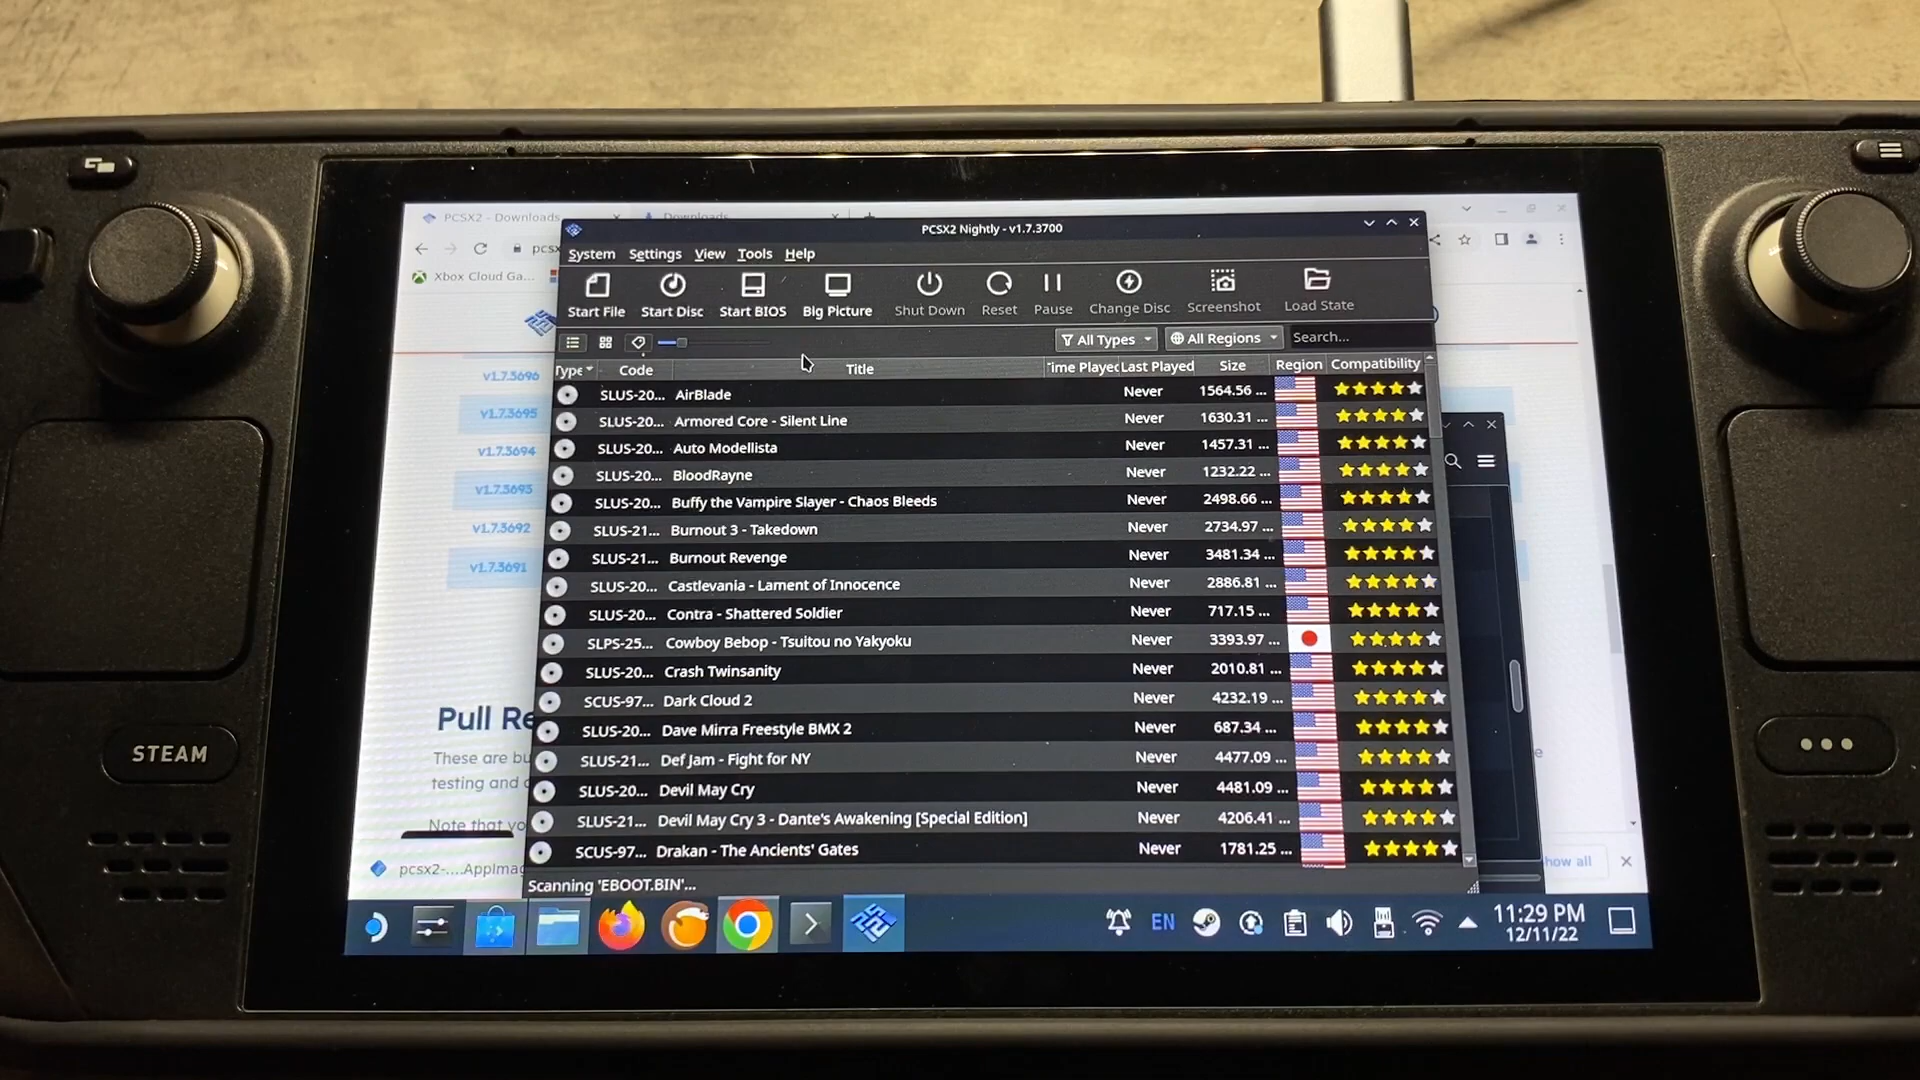 PCSX2 - Downloads
Downloads
pcsx
Xbox Cloud Ga...
PCSX2 Nightly - v1.7.3700
System Settings View Tools Help
Start File Start Disc Start BIOS Big Picture Shut Down Reset Pause Change Disc Screenshot Load State
All Types All Regions Search...
Type Code Title Time Played Last Played Size Region Compatibility
SLUS-20... AirBlade Never 1564.56 ...
SLUS-20... Armored Core - Silent Line Never 1630.31 ...
SLUS-20... Auto Modellista Never 1457.31 ...
SLUS-20... BloodRayne Never 1232.22 ...
SLUS-20... Buffy the Vampire Slayer - Chaos Bleeds Never 2498.66 ...
SLUS-21... Burnout 3 - Takedown Never 2734.97 ...
SLUS-21... Burnout Revenge Never 3481.34 ...
SLUS-20... Castlevania - Lament of Innocence Never 2886.81 ...
SLUS-20... Contra - Shattered Soldier Never 717.15 ...
SLPS-25... Cowboy Bebop - Tsuitou no Yakyoku Never 3393.97 ...
SLUS-20... Crash Twinsanity Never 2010.81 ...
SCUS-97... Dark Cloud 2 Never 4232.19 ...
SLUS-20... Dave Mirra Freestyle BMX 2 Never 687.34 ...
SLUS-21... Def Jam - Fight for NY Never 4477.09 ...
SLUS-20... Devil May Cry Never 4481.09 ...
SLUS-21... Devil May Cry 3 - Dante's Awakening [Special Edition] Never 4206.41 ...
SCUS-97... Drakan - The Ancients' Gates Never 1781.25 ...
Scanning 'EBOOT.BIN'...
v1.7.3696
v1.7.3695
v1.7.3694
v1.7.3693
v1.7.3692
v1.7.3691
Pull Re
These are bu
testing and
Note that yo
pcsx2-....AppImag
how all
STEAM
EN
11:29 PM
12/11/22